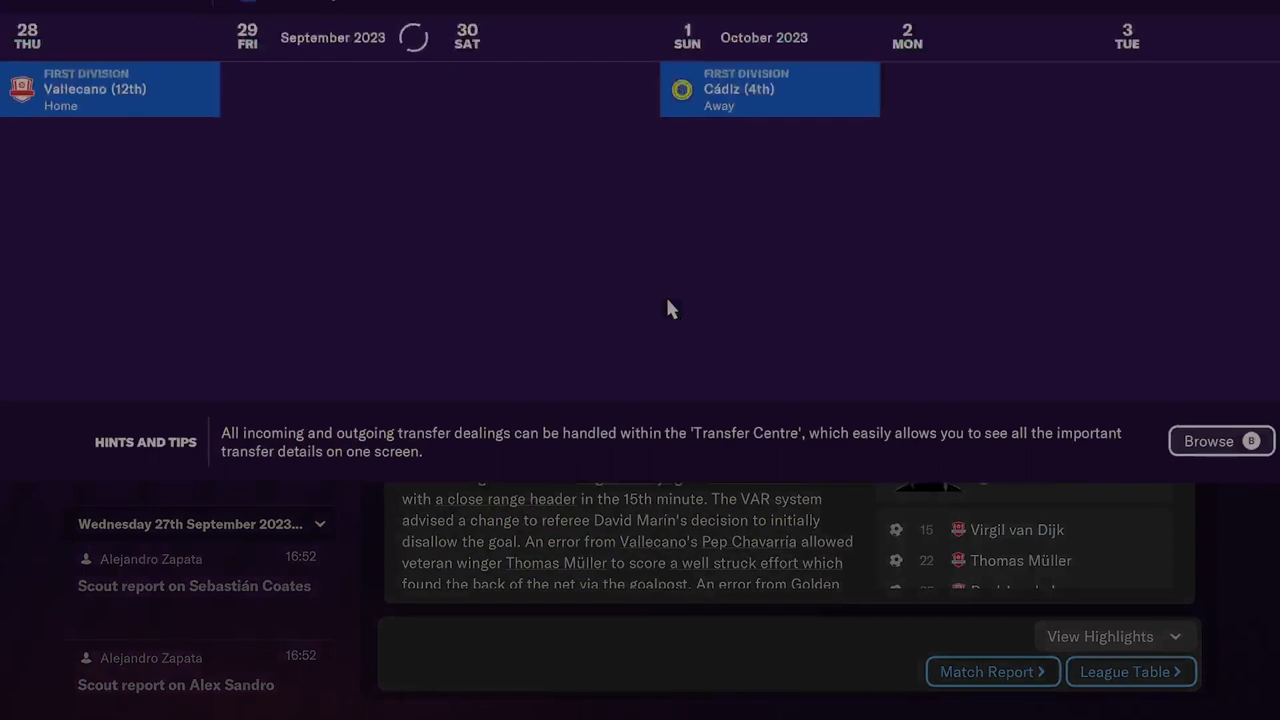 28 THU
29 FRI
September 2023
30 SAT
1 SUN
October 2023
2 MON
3 TUE
FIRST DIVISION
Vallecano (12th)
Home
FIRST DIVISION
Cádiz (4th)
Away
HINTS AND TIPS
All incoming and outgoing transfer dealings can be handled within the 'Transfer Centre', which easily allows you to see all the important
transfer details on one screen.
Browse B
Wednesday 27th September 2023...
Alejandro Zapata
16:52
Scout report on Sebastián Coates
Alejandro Zapata
16:52
Scout report on Alex Sandro
with a close range header in the 15th minute. The VAR system
advised a change to referee David Marín's decision to initially
disallow the goal. An error from Vallecano's Pep Chavarría allowed
veteran winger Thomas Müller to score a well struck effort which
found the back of the net via the goalpost. An error from Golden
15 Virgil van Dijk
22 Thomas Müller
View Highlights
Match Report
League Table